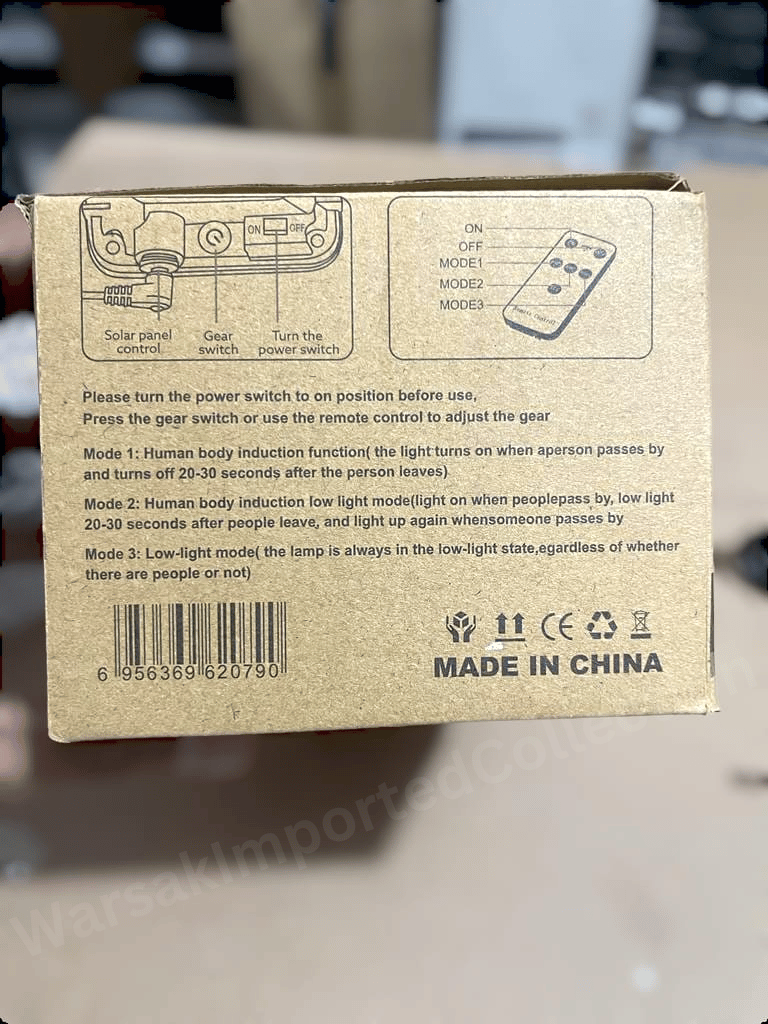 ON OFF
Solar panel control
Gear switch
Turn the power switch
ON
OFF
MODE1
MODE2
MODE3
Remote Control
Please turn the power switch to on position before use,
Press the gear switch or use the remote control to adjust the gear
Mode 1: Human body induction function( the light turns on when aperson passes by
and turns off 20-30 seconds after the person leaves)
Mode 2: Human body induction low light mode(light on when peoplepass by, low light
20-30 seconds after people leave, and light up again whensomeone passes by
Mode 3: Low-light mode( the lamp is always in the low-light state,egardless of whether
there are people or not)
6 956369 620790
CE
MADE IN CHINA